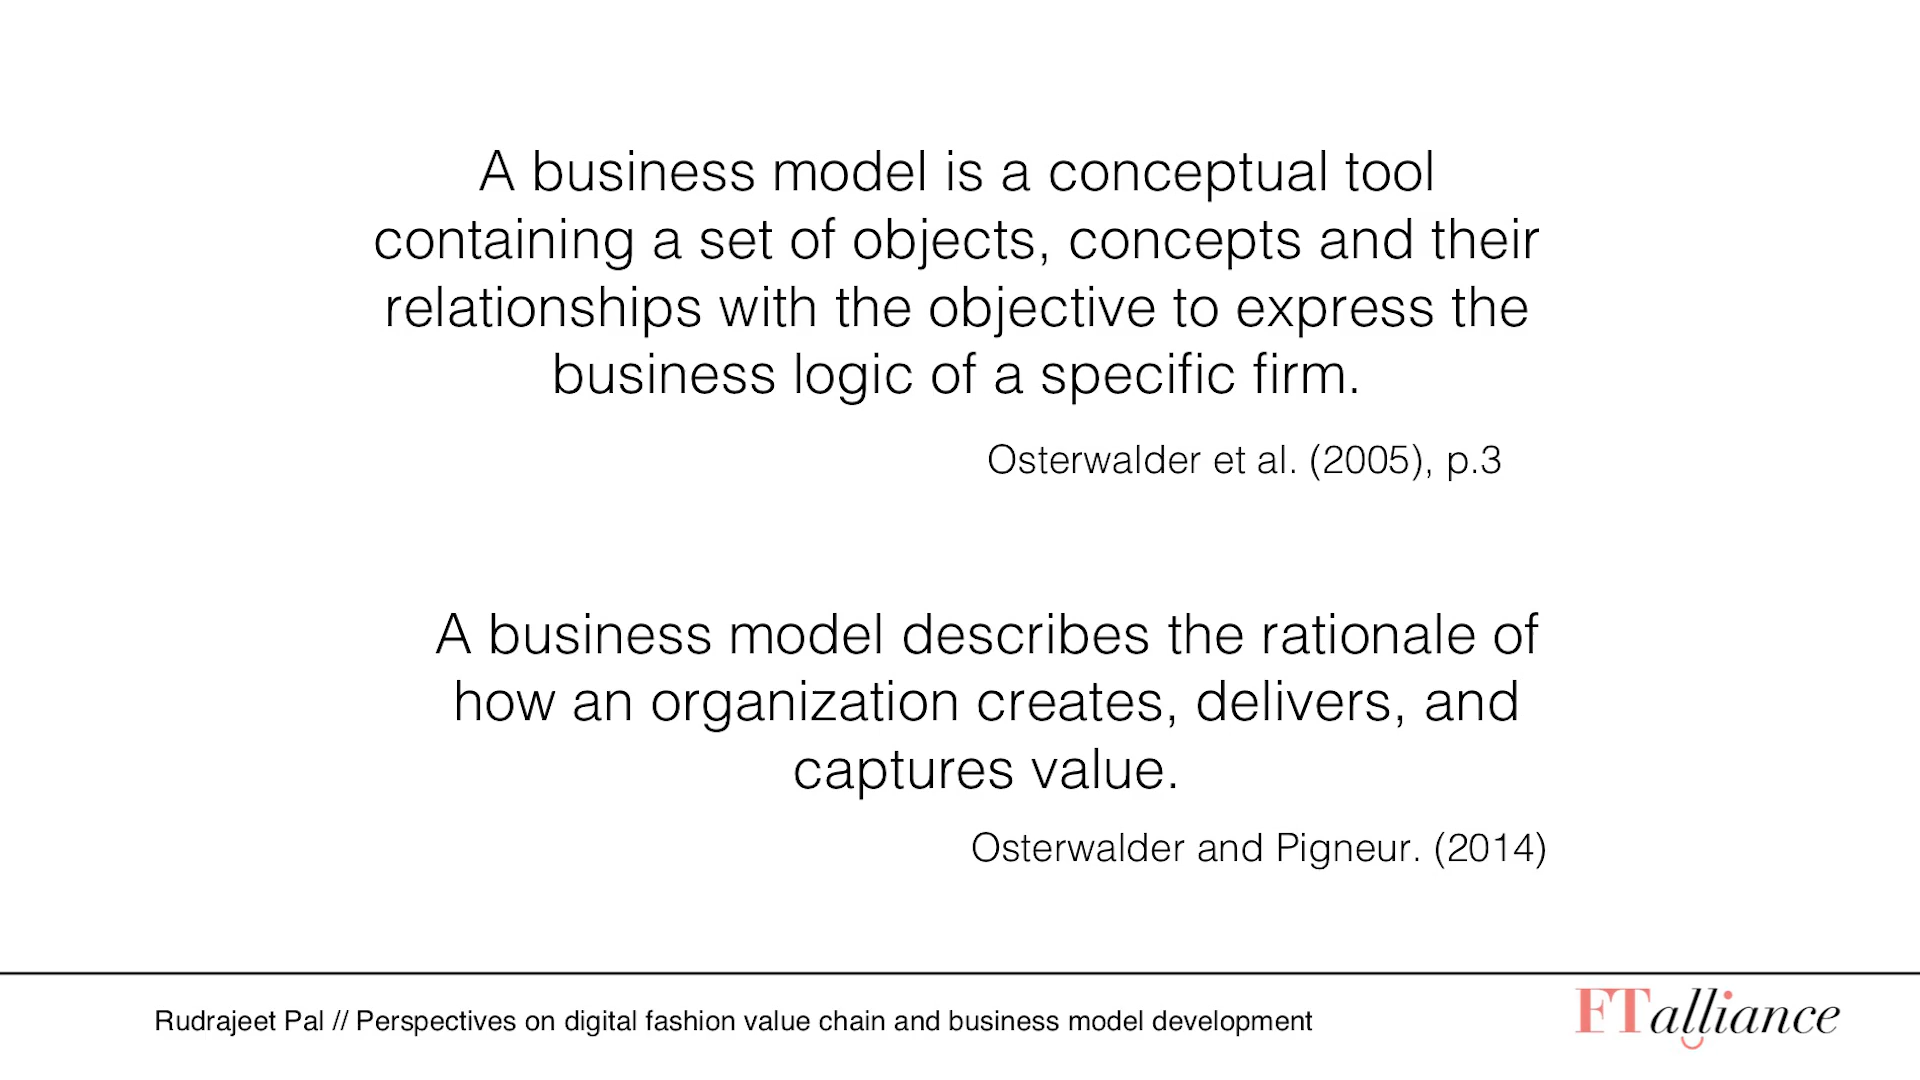 A business model is a conceptual tool
containing a set of objects, concepts and their
relationships with the objective to express the
business logic of a specific firm.
Osterwalder et al. (2005), p.3
A business model describes the rationale of
how an organization creates, delivers, and
captures value.
Osterwalder and Pigneur. (2014)
Rudrajeet Pal // Perspectives on digital fashion value chain and business model development
FTalliance